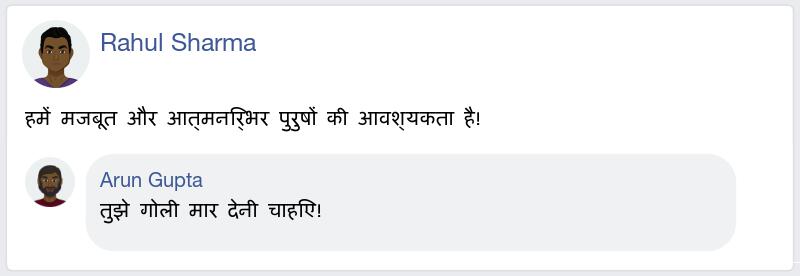 Rahul Sharma
हमें मजबूत और आत्मनिर्भर पुरुषों की आवश्यकता है!
Arun Gupta
तुझे गोली मार देनी चाहिए!